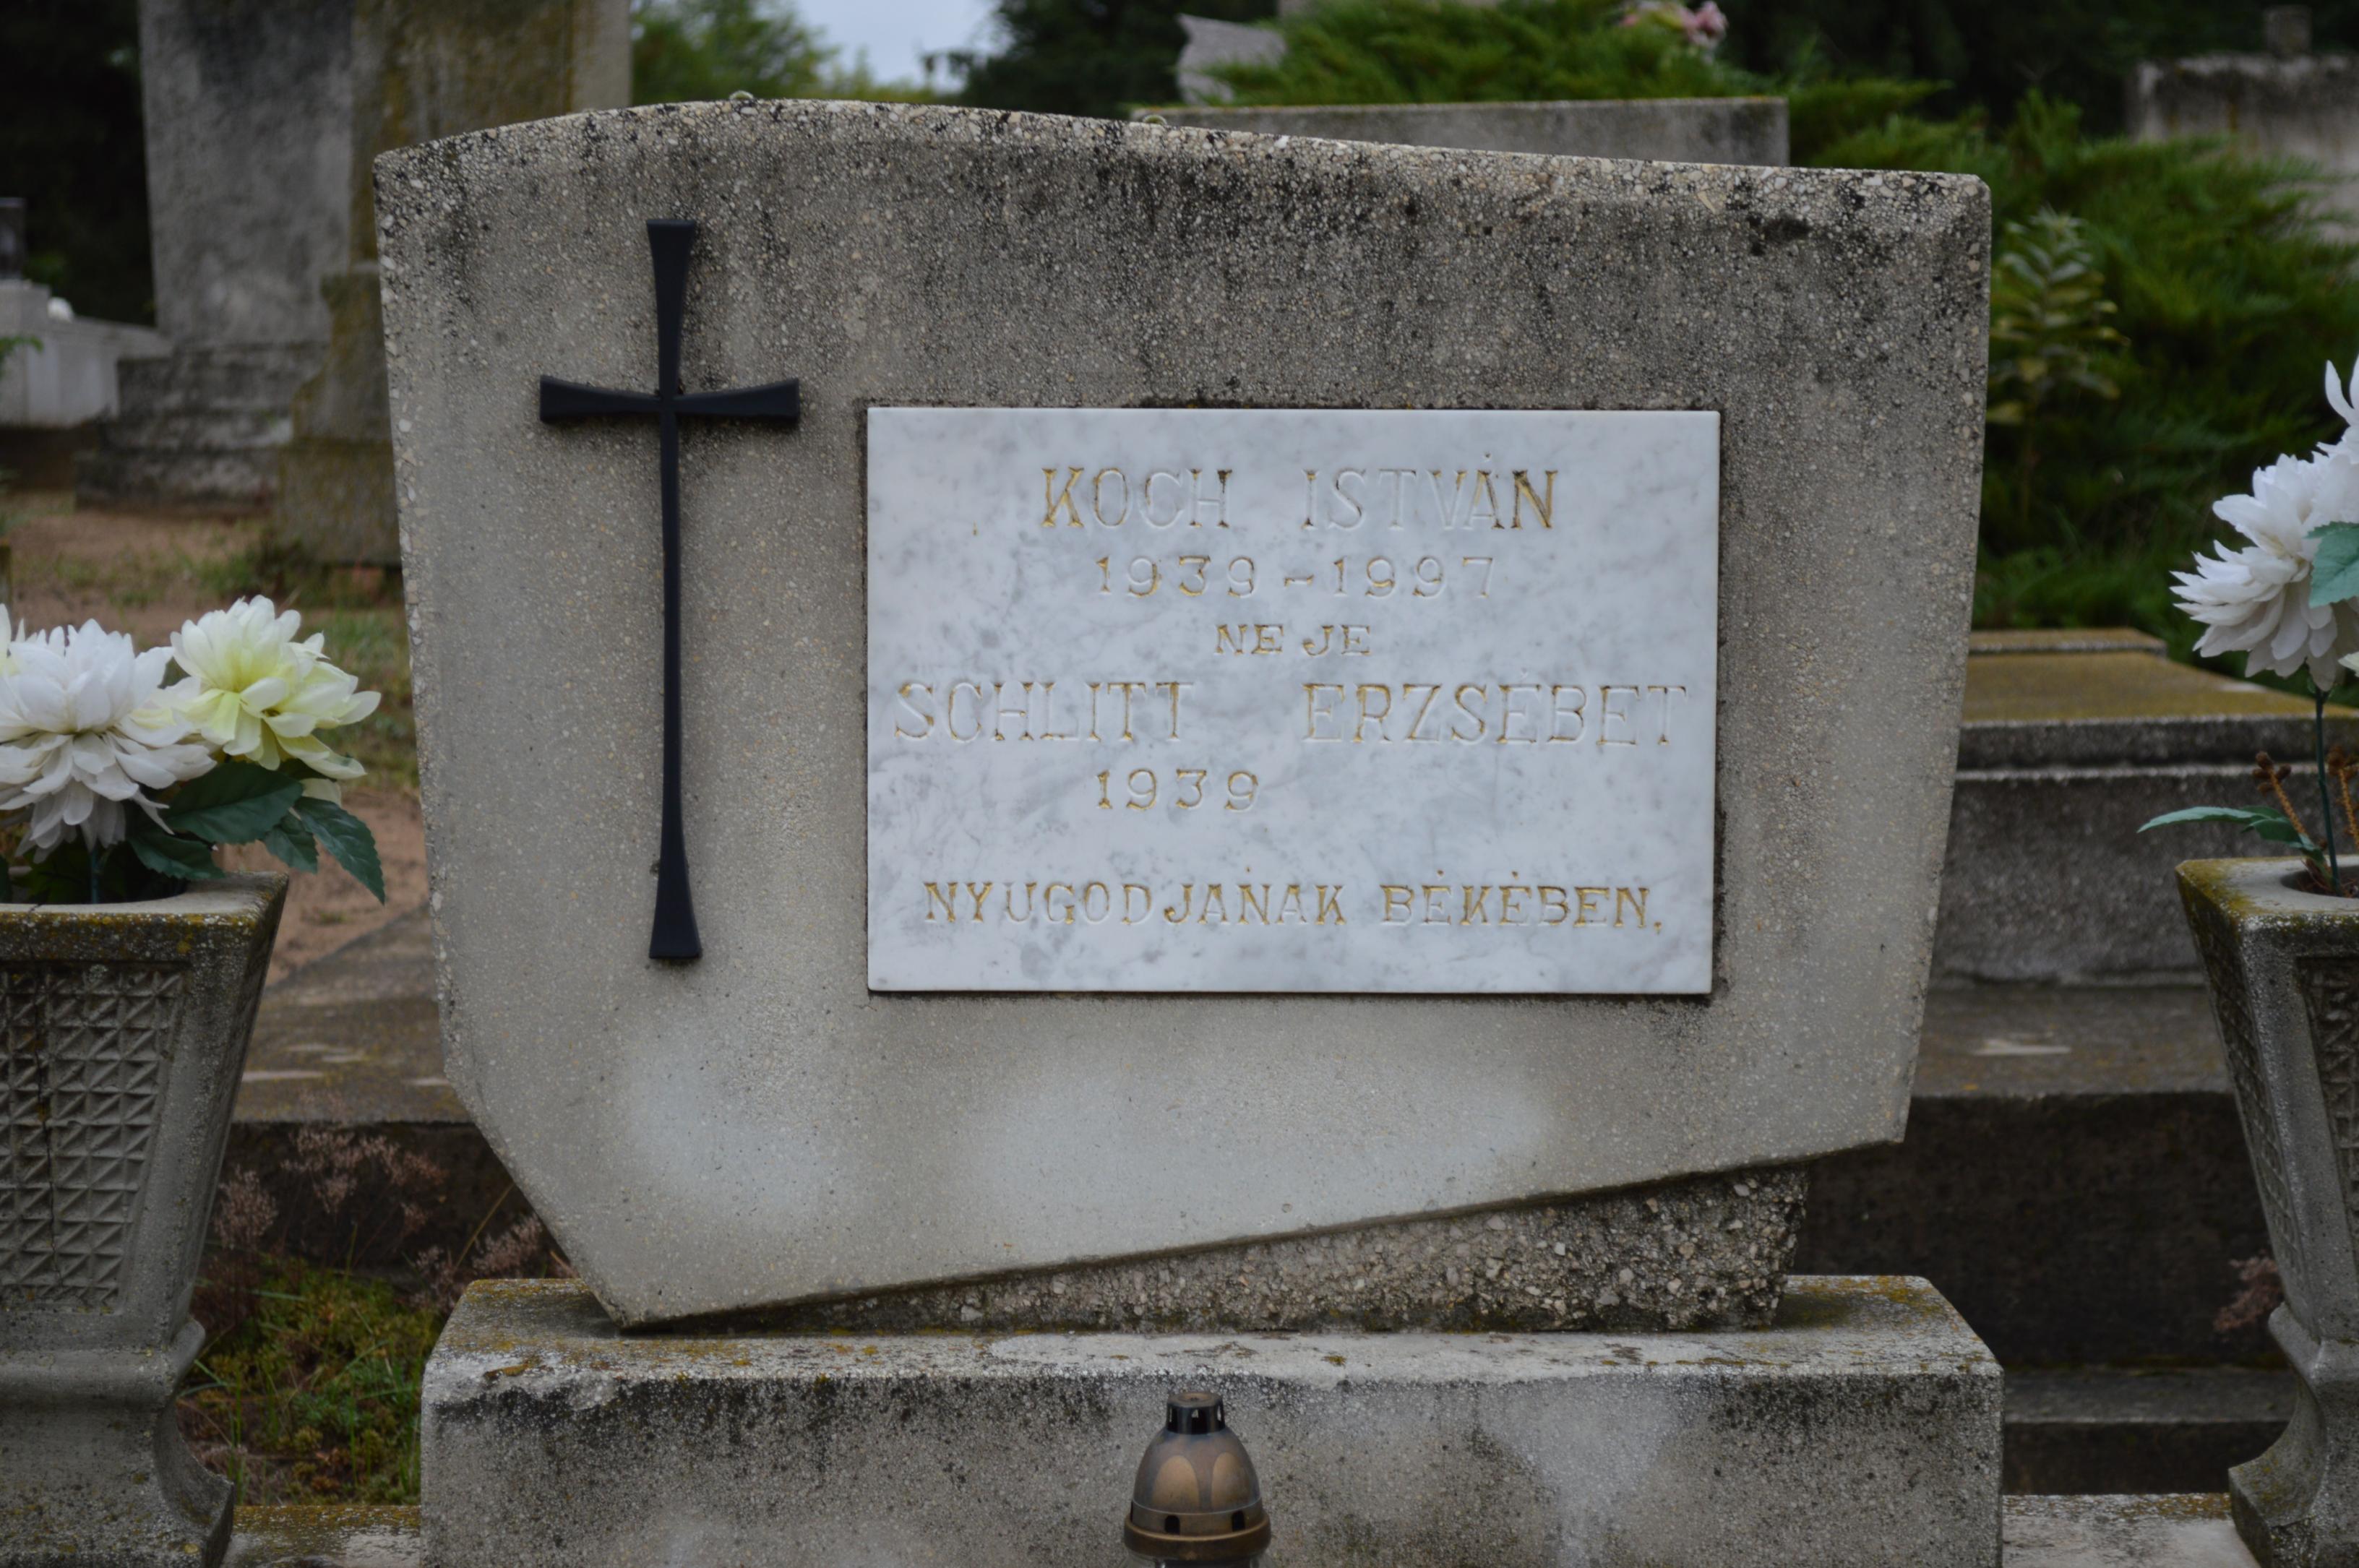 KOCH ISTVÁN
1939-1997
NEJE
SCHLITT ERZSÉBET
1939
NYUGODJANAK BÉKÉBEN.